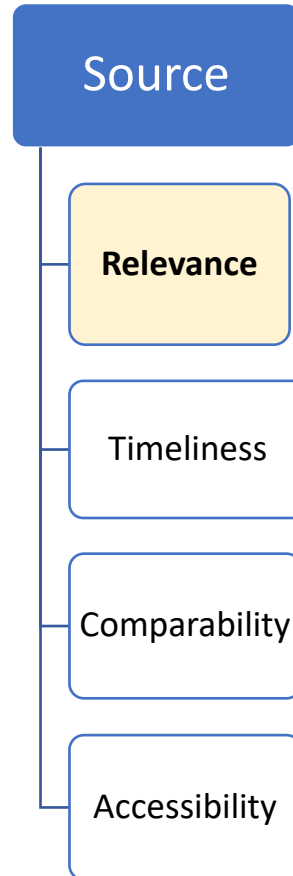 Source
Relevance
Timeliness
Comparability
Accessibility